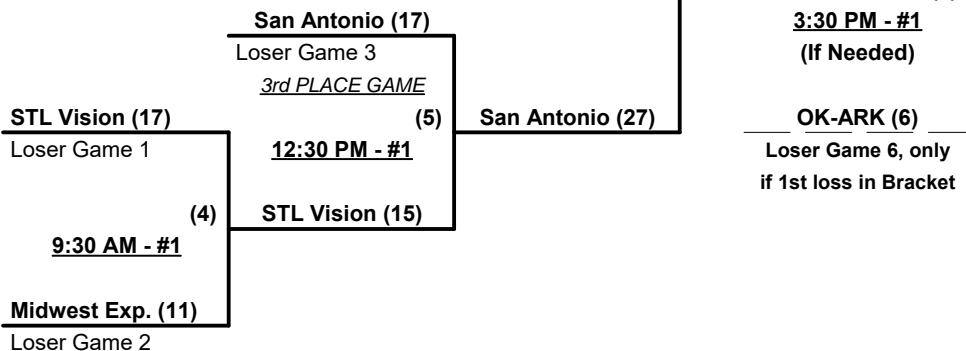 San Antonio (17)
Loser Game 3
3rd PLACE GAME
3:30 PM - #1
(If Needed)
STL Vision (17)
Loser Game 1
(5)
12:30 PM - #1
San Antonio (27)
OK-ARK (6)
Loser Game 6, only
if 1st loss in Bracket
(4)
9:30 AM - #1
STL Vision (15)
Midwest Exp. (11)
Loser Game 2